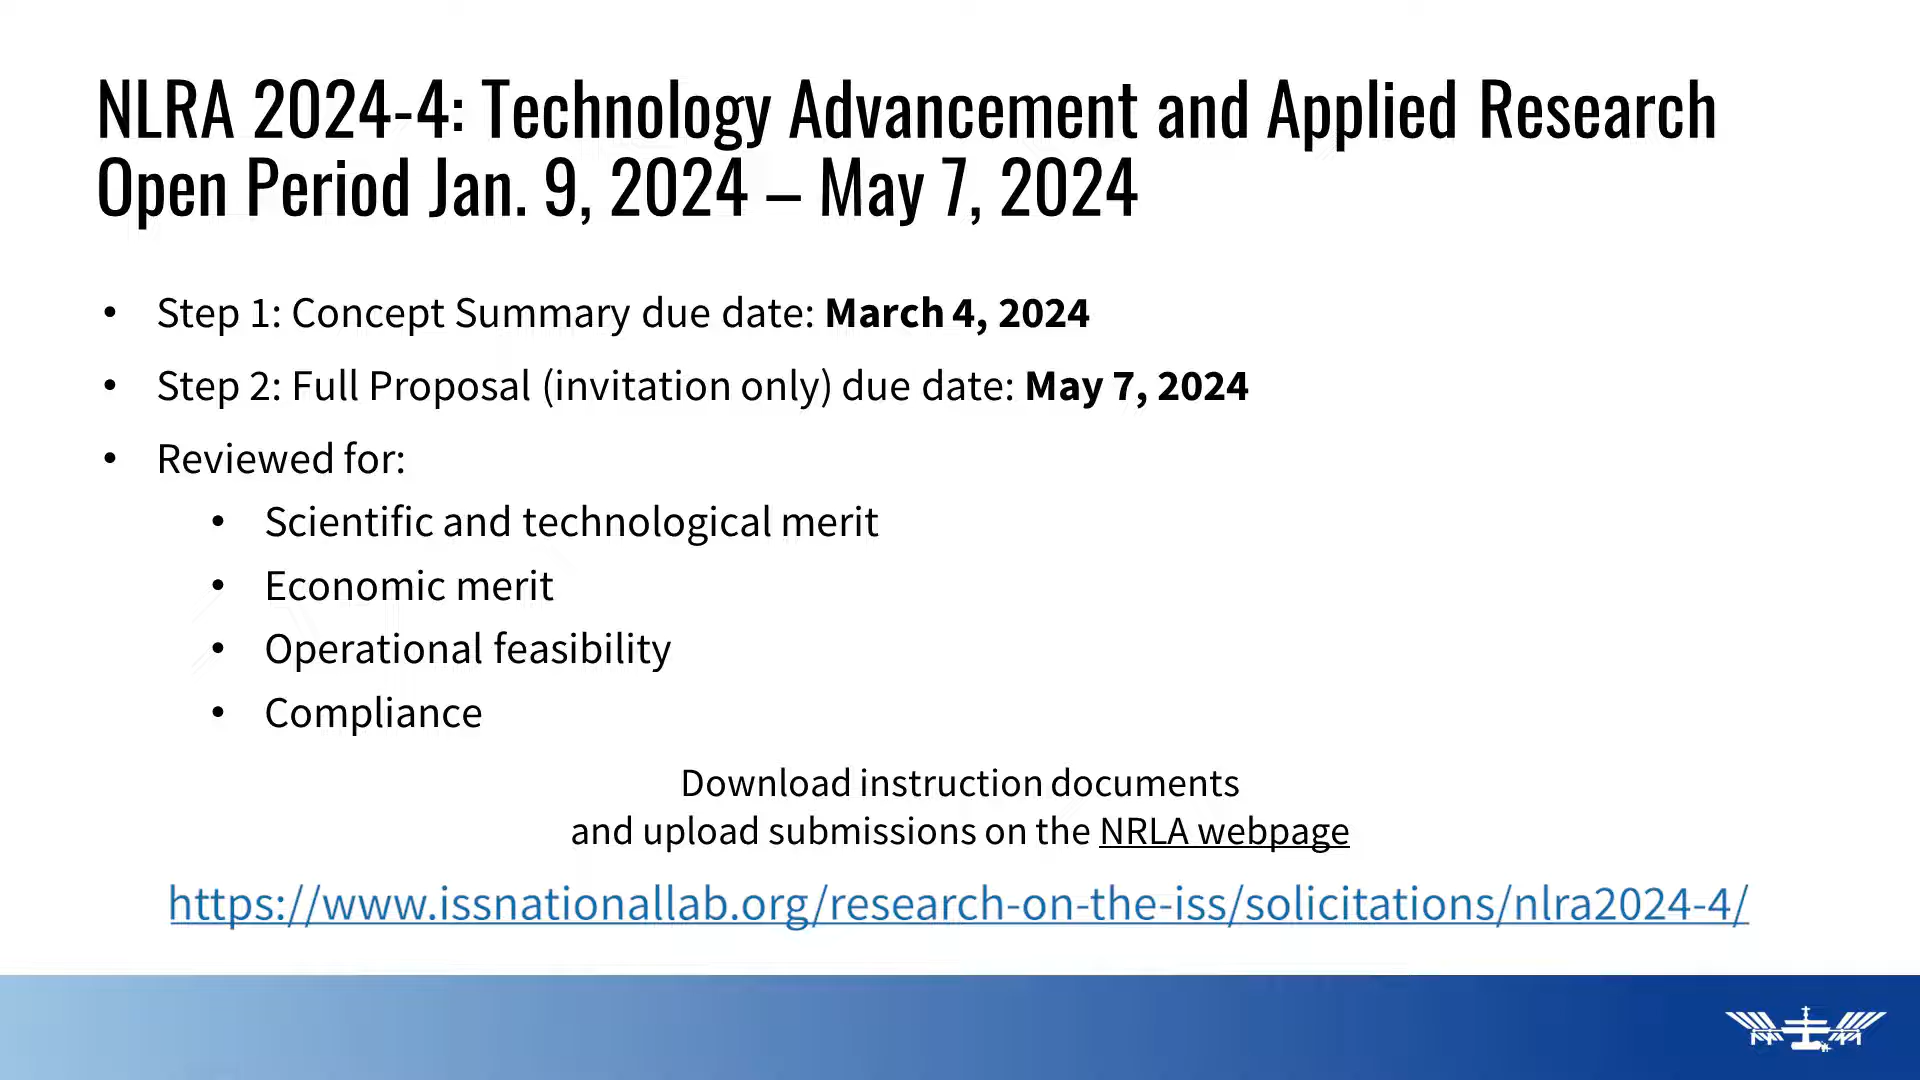 NLRA 2024-4: Technology Advancement and Applied Research
Open Period Jan. 9, 2024 – May 7, 2024
• Step 1: Concept Summary due date: March 4, 2024
• Step 2: Full Proposal (invitation only) due date: May 7, 2024
• Reviewed for:
• Scientific and technological merit
• Economic merit
• Operational feasibility
• Compliance
Download instruction documents
and upload submissions on the NRLA webpage
https://www.issnationallab.org/research-on-the-iss/solicitations/nlra2024-4/